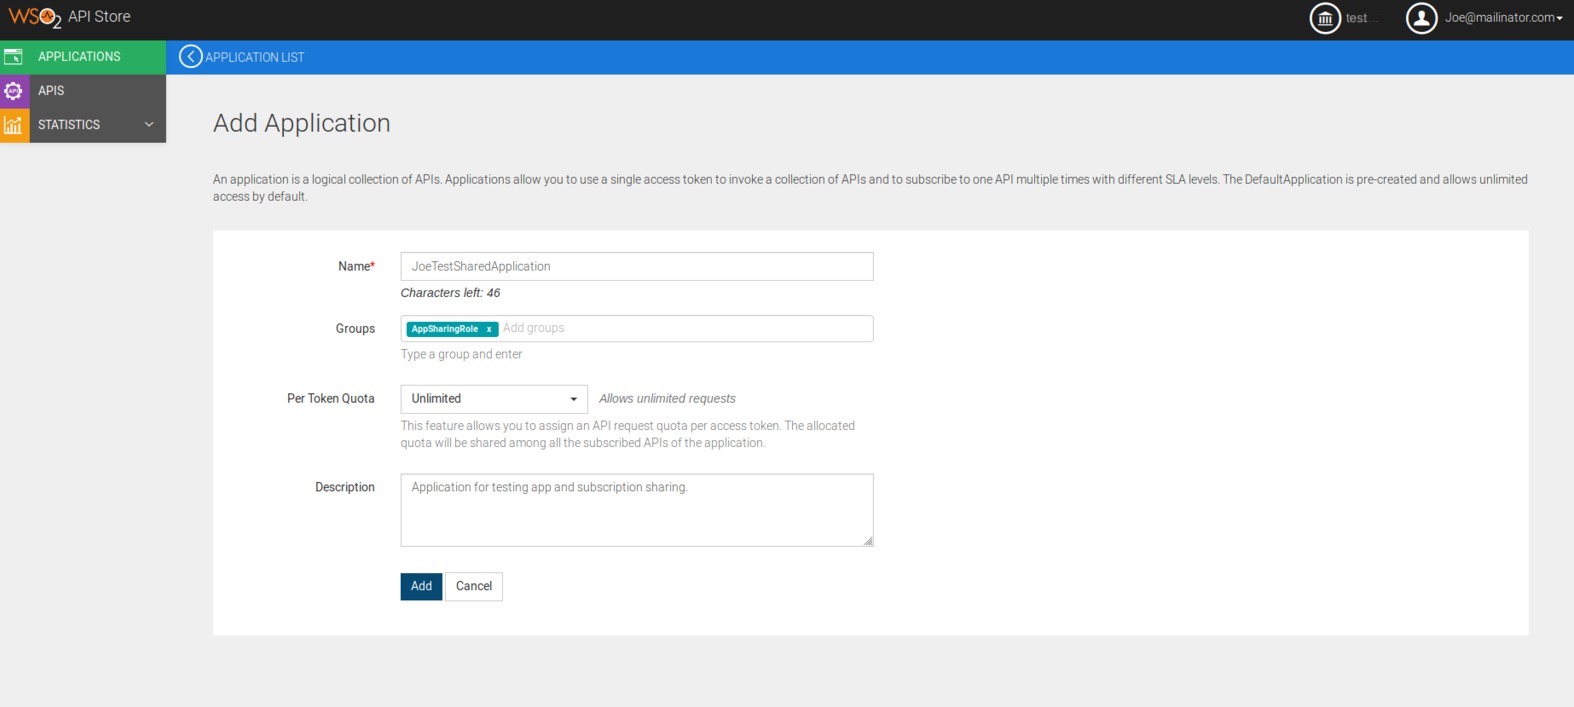 WSO2 API Store
test...
Joe@mailinator.com
APPLICATIONS
APPLICATION LIST
APIS
STATISTICS
Add Application
An application is a logical collection of APIs. Applications allow you to use a single access token to invoke a collection of APIs and to subscribe to one API multiple times with different SLA levels. The DefaultApplication is pre-created and allows unlimited
access by default.
Name*
JoeTestSharedApplication
Characters left: 46
Groups
AppSharingRole x Add groups
Type a group and enter
Per Token Quota
Unlimited
Allows unlimited requests
This feature allows you to assign an API request quota per access token. The allocated
quota will be shared among all the subscribed APIs of the application.
Description
Application for testing app and subscription sharing.
Add
Cancel